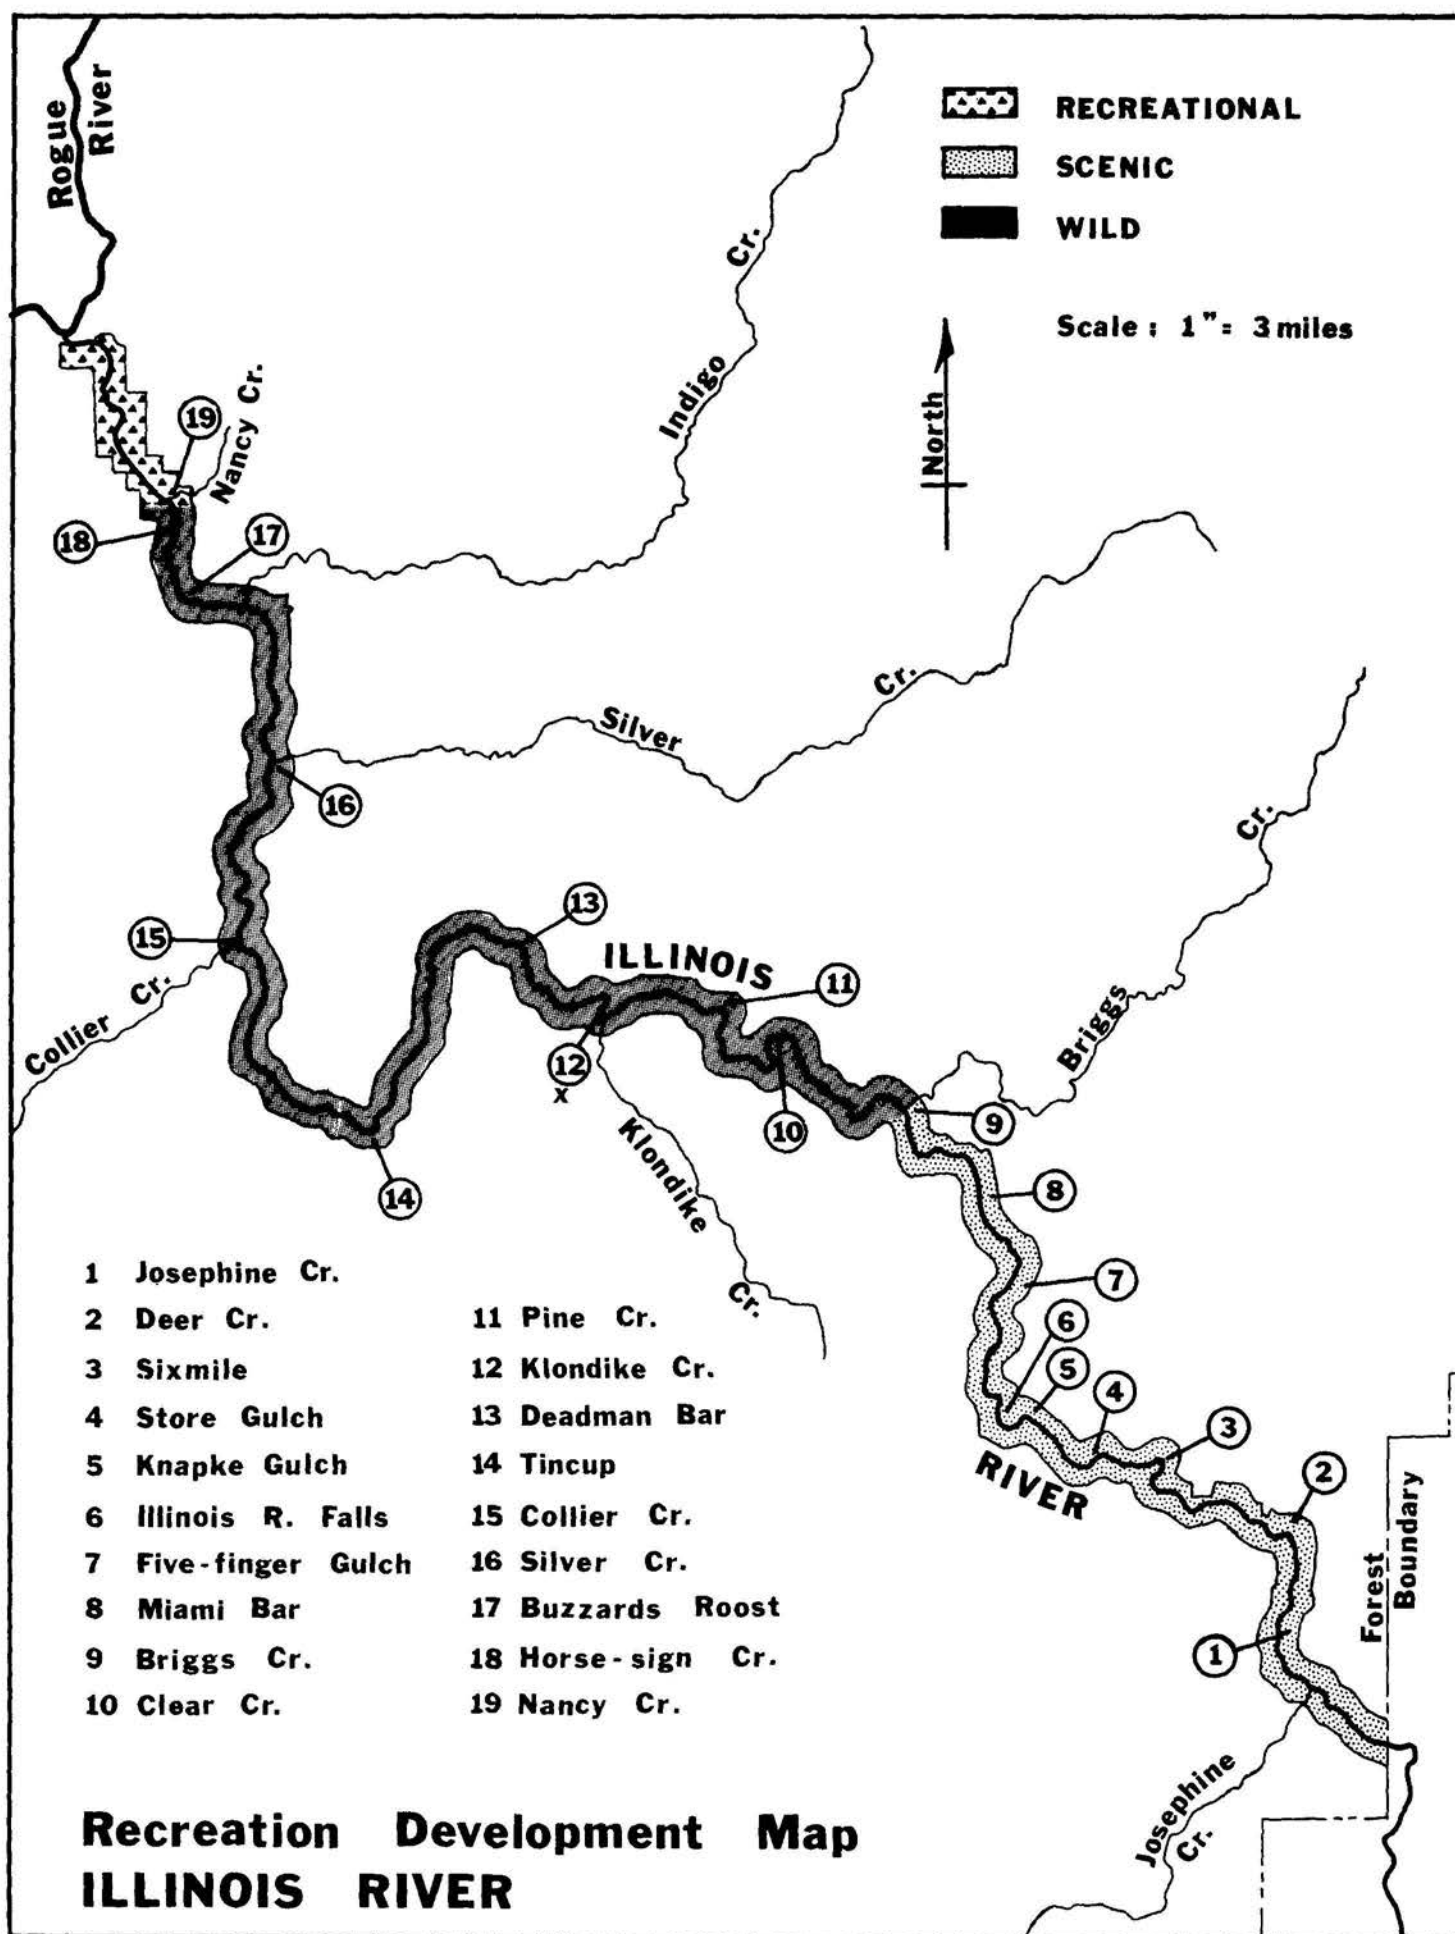 Rogue
River
RECREATIONAL
SCENIC
WILD
Scale : 1" = 3 miles
North
Nancy Cr.
Indigo Cr.
Silver Cr.
Briggs Cr.
Collier Cr.
Klondike Cr.
Josephine
Cr.
ILLINOIS
RIVER
Forest
Boundary
19
18
17
16
15
13
11
12
x
10
9
14
8
7
6
5
4
3
2
1
1 Josephine Cr.
2 Deer Cr.
3 Sixmile
4 Store Gulch
5 Knapke Gulch
6 Illinois R. Falls
7 Five-finger Gulch
8 Miami Bar
9 Briggs Cr.
10 Clear Cr.
11 Pine Cr.
12 Klondike Cr.
13 Deadman Bar
14 Tincup
15 Collier Cr.
16 Silver Cr.
17 Buzzards Roost
18 Horse-sign Cr.
19 Nancy Cr.
Recreation Development Map
ILLINOIS RIVER